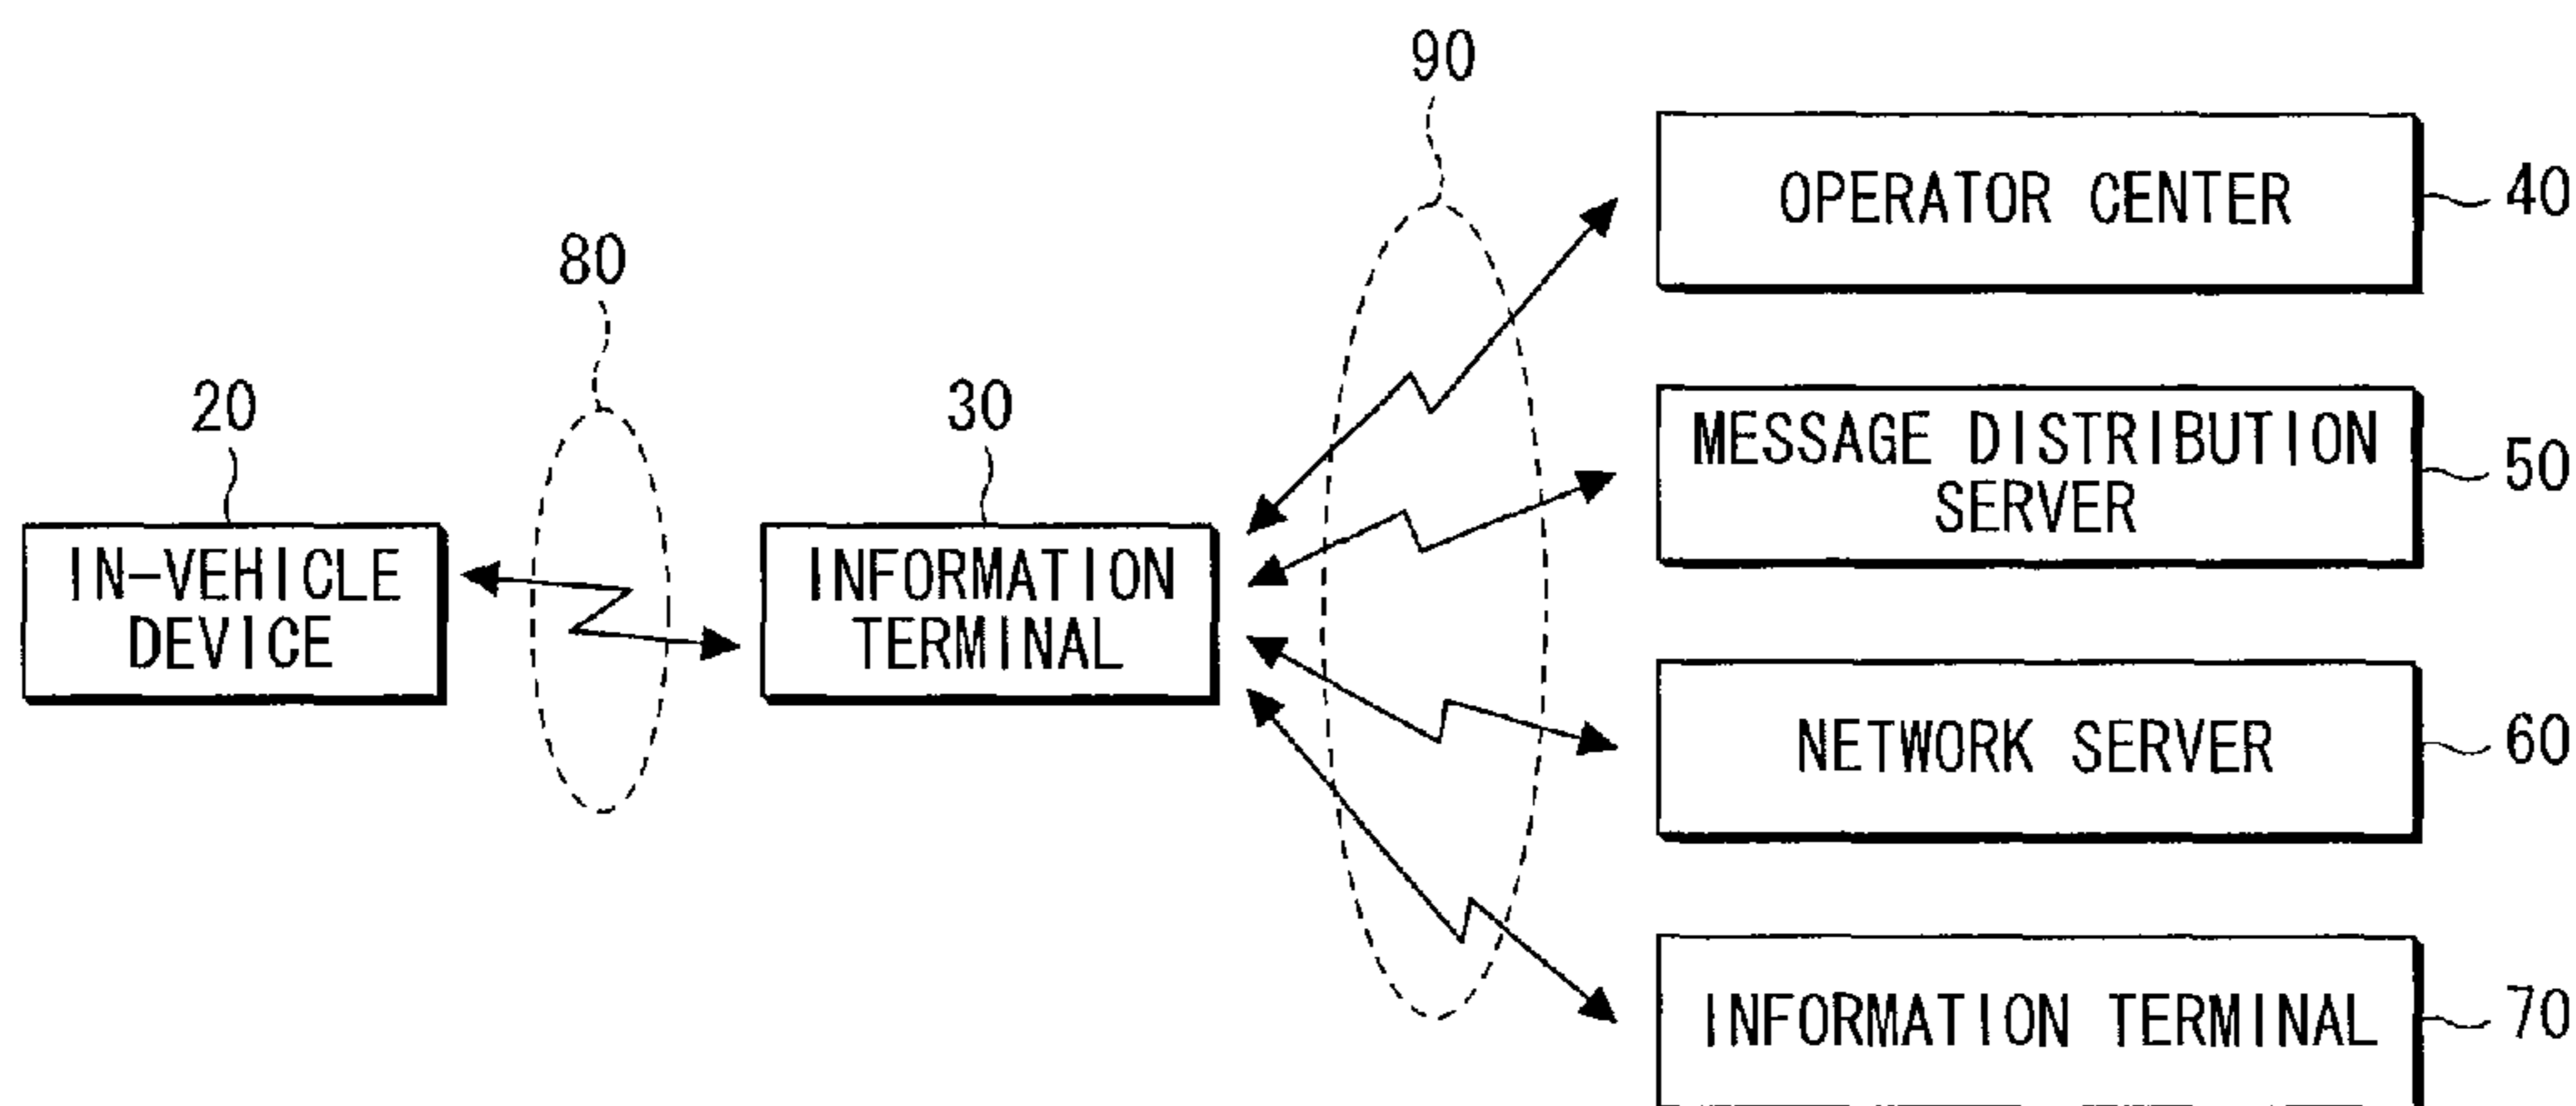 90
OPERATOR CENTER
40
80
MESSAGE DISTRIBUTION
SERVER
50
20
30
IN-VEHICLE
DEVICE
INFORMATION
TERMINAL
NETWORK SERVER
60
INFORMATION TERMINAL
70